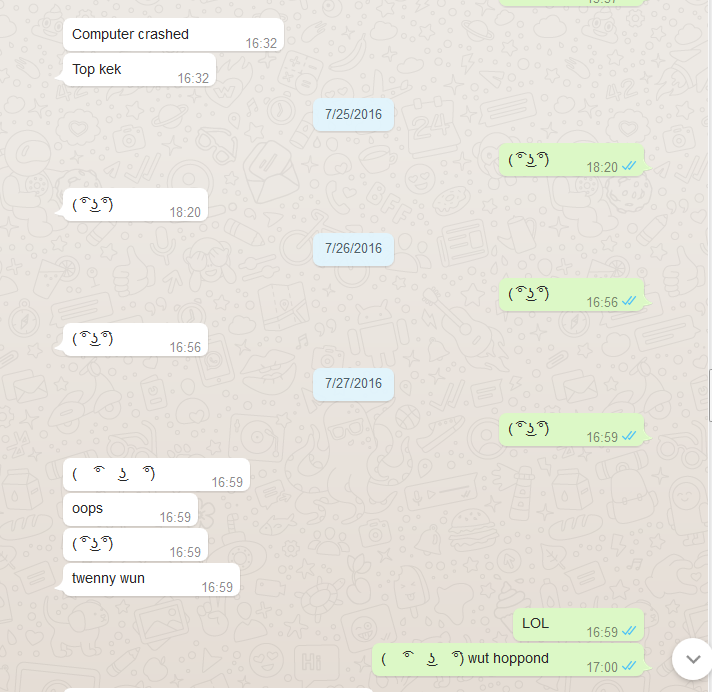 Computer crashed
16:32
Top kek
16:32
7/25/2016
( ͡° ͜ʖ ͡°)
18:20
( ͡° ͜ʖ ͡°)
18:20
7/26/2016
( ͡° ͜ʖ ͡°)
16:56
( ͡° ͜ʖ ͡°)
16:56
7/27/2016
( ͡° ͜ʖ ͡°)
16:59
(    ͡°    ͜ʖ    ͡°)
16:59
oops
16:59
( ͡° ͜ʖ ͡°)
16:59
twenny wun
16:59
LOL
16:59
(    ͡°    ͜ʖ    ͡°) wut hoppond
17:00